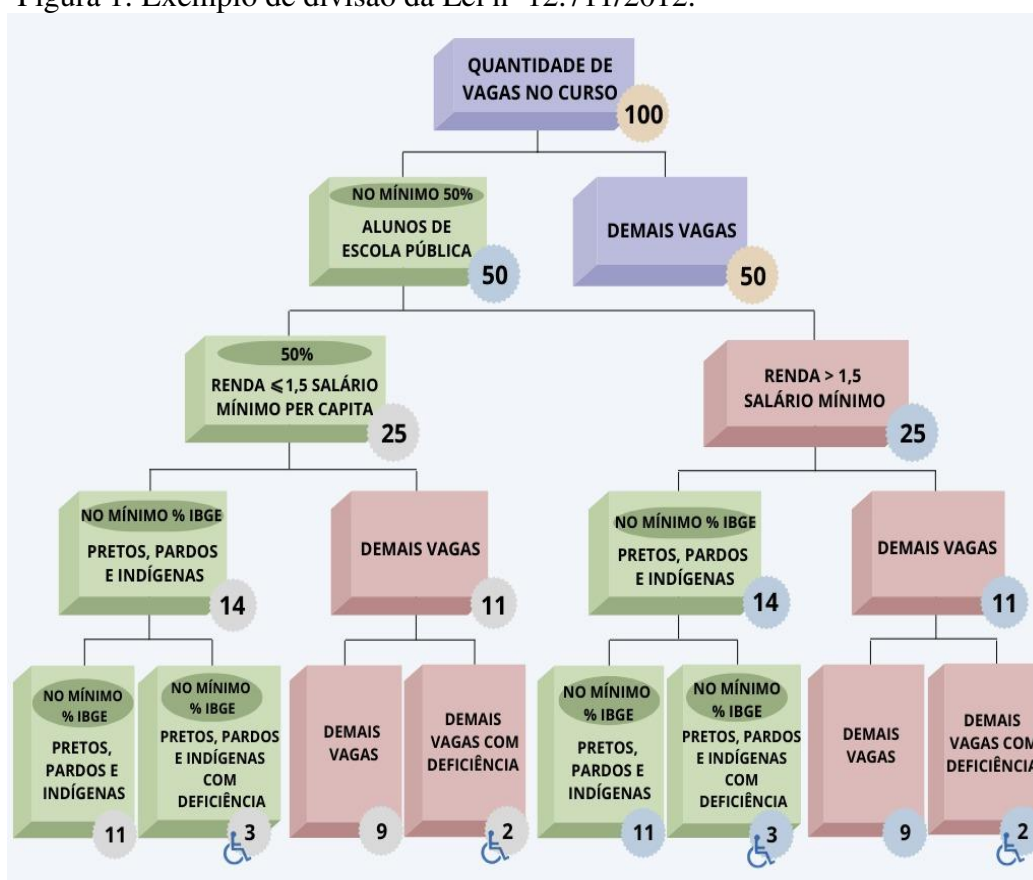 Figura 1: Exemplo de divisão da Lei nº 12.711/2012.
QUANTIDADE DE
VAGAS NO CURSO
100
NO MÍNIMO 50%
ALUNOS DE
ESCOLA PÚBLICA
50
DEMAIS VAGAS
50
50%
RENDA ⩽ 1,5 SALÁRIO
MÍNIMO PER CAPITA
25
RENDA > 1,5
SALÁRIO MÍNIMO
25
NO MÍNIMO % IBGE
PRETOS, PARDOS
E INDÍGENAS
14
DEMAIS VAGAS
11
NO MÍNIMO % IBGE
PRETOS, PARDOS
E INDÍGENAS
14
DEMAIS VAGAS
11
NO MÍNIMO
% IBGE
PRETOS,
PARDOS E
INDÍGENAS
11
NO MÍNIMO
% IBGE
PRETOS, PARDOS
E INDÍGENAS
COM
DEFICIÊNCIA
3
DEMAIS
VAGAS
9
DEMAIS
VAGAS COM
DEFICIÊNCIA
2
NO MÍNIMO
% IBGE
PRETOS,
PARDOS E
INDÍGENAS
11
NO MÍNIMO
% IBGE
PRETOS, PARDOS
E INDÍGENAS
COM
DEFICIÊNCIA
3
DEMAIS
VAGAS
9
DEMAIS
VAGAS COM
DEFICIÊNCIA
2